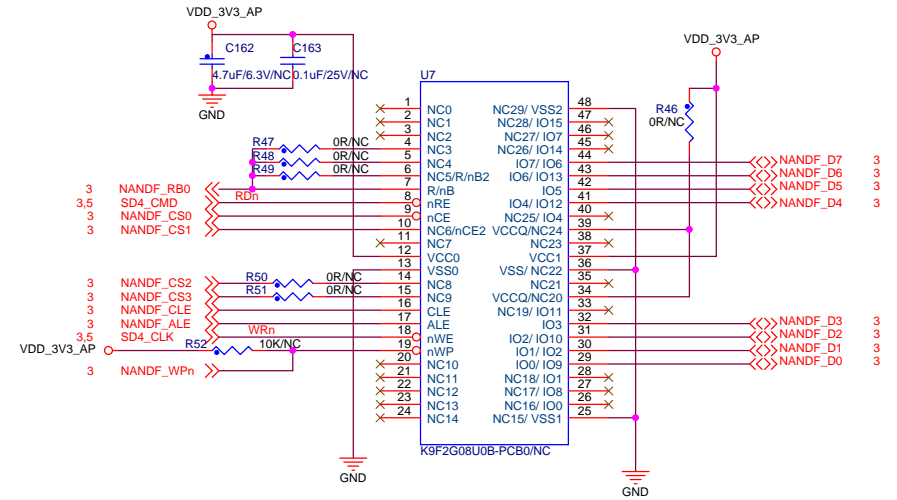 VDD_3V3_AP
C162
C163
4.7uF/6.3V/NC
0.1uF/25V/NC
GND
VDD_3V3_AP
R46
0R/NC
U7
1 NC0 NC29/ VSS2 48
2 NC1 NC28/ IO15 47
3 NC2 NC27/ IO7 46
R47 0R/NC 4 NC3 NC26/ IO14 45
R48 0R/NC 5 NC4 IO7/ IO6 44 NANDF_D7 3
R49 0R/NC 6 NC5/R/nB2 IO6/ IO13 43 NANDF_D6 3
3 NANDF_RB0 7 R/nB IO5 42 NANDF_D5 3
3,5 SD4_CMD RDn 8 nRE IO4/ IO12 41 NANDF_D4 3
3 NANDF_CS0 9 nCE NC25/ IO4 40
3 NANDF_CS1 10 NC6/nCE2 VCCQ/NC24 39
11 NC7 NC23 38
12 VCC0 VCC1 37
13 VSS0 VSS/ NC22 36
3 NANDF_CS2 R50 0R/NC 14 NC8 NC21 35
3 NANDF_CS3 R51 0R/NC 15 NC9 VCCQ/NC20 34
3 NANDF_CLE 16 CLE NC19/ IO11 33
3 NANDF_ALE 17 ALE IO3 32 NANDF_D3 3
3,5 SD4_CLK WRn 18 nWE IO2/ IO10 31 NANDF_D2 3
VDD_3V3_AP R52 10K/NC 19 nWP IO1/ IO2 30 NANDF_D1 3
3 NANDF_WPn 20 NC10 IO0/ IO9 29 NANDF_D0 3
21 NC11 NC18/ IO1 28
22 NC12 NC17/ IO8 27
23 NC13 NC16/ IO0 26
24 NC14 NC15/ VSS1 25
K9F2G08U0B-PCB0/NC
GND
GND